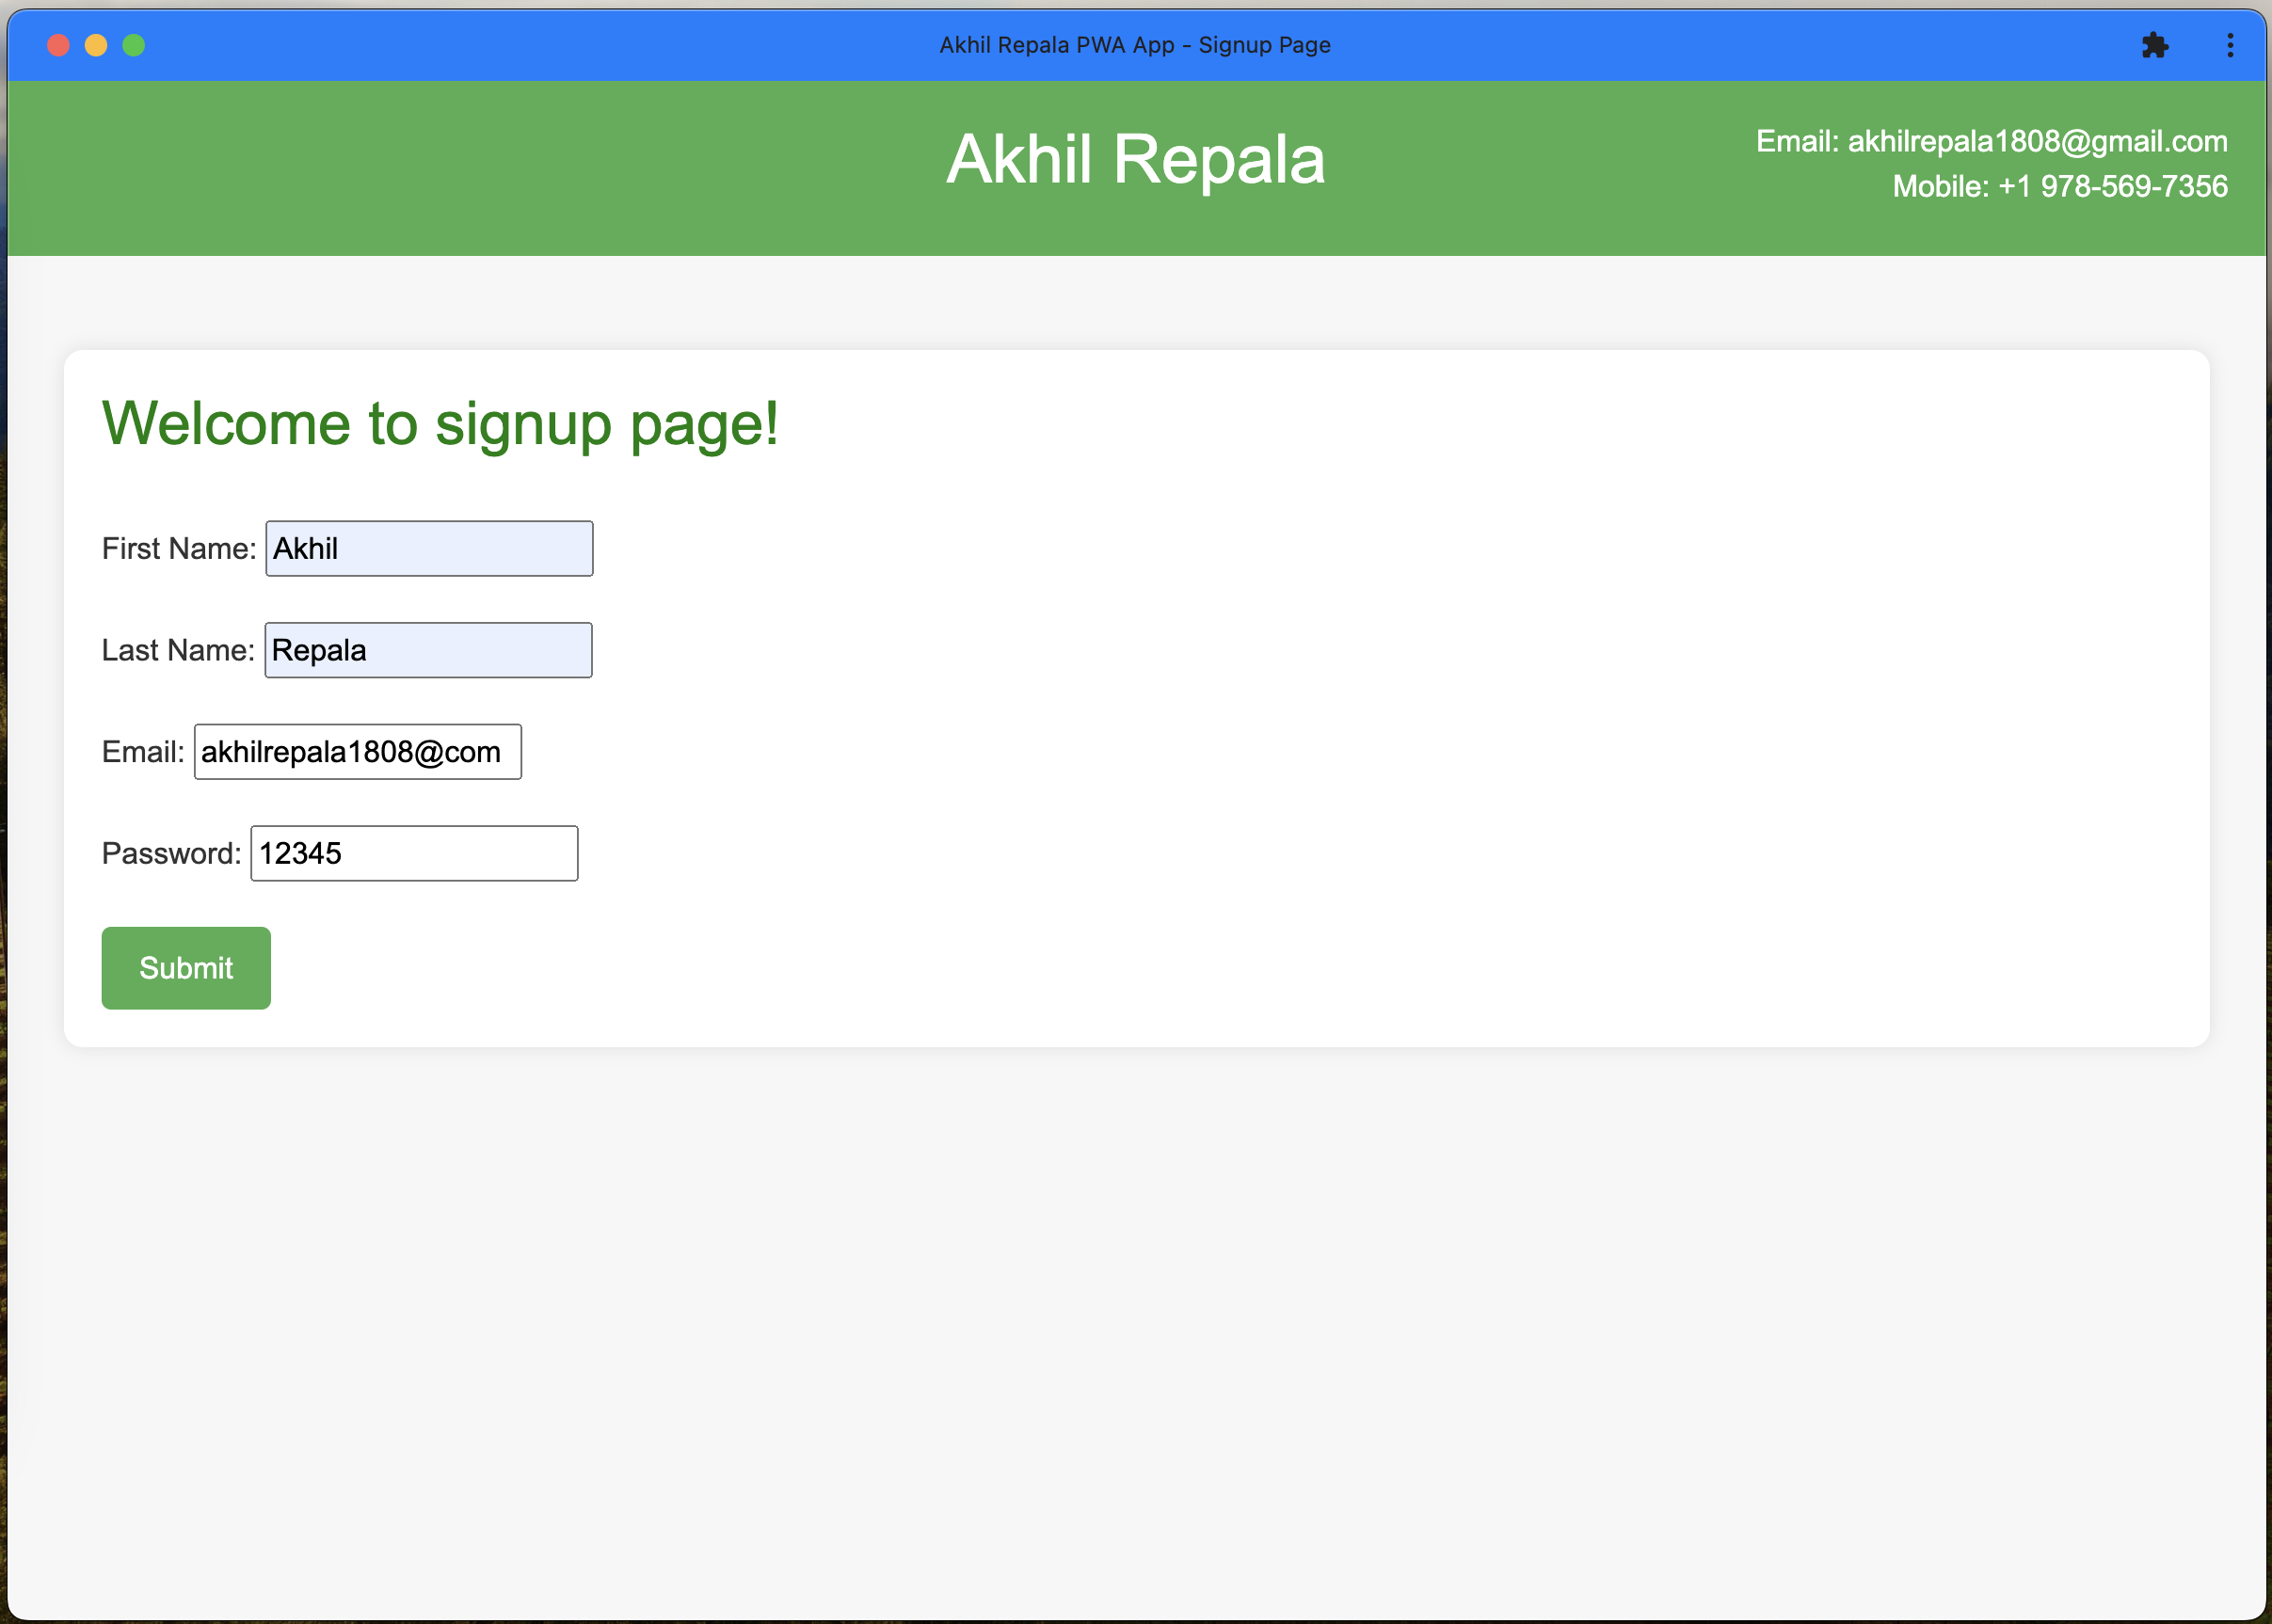 Akhil Repala PWA App - Signup Page
Akhil Repala
Email: akhilrepala1808@gmail.com
Mobile: +1 978-569-7356
Welcome to signup page!
First Name: Akhil
Last Name: Repala
Email: akhilrepala1808@com
Password: 12345
Submit